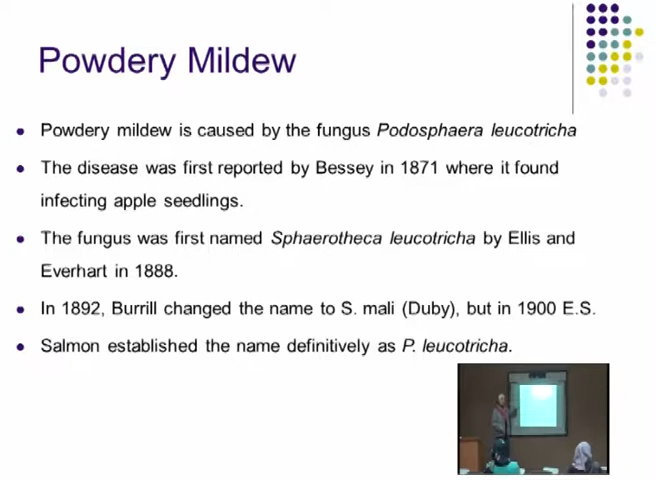 Powdery Mildew
• Powdery mildew is caused by the fungus Podosphaera leucotricha
• The disease was first reported by Bessey in 1871 where it found
infecting apple seedlings.
• The fungus was first named Sphaerotheca leucotricha by Ellis and
Everhart in 1888.
• In 1892, Burrill changed the name to S. mali (Duby), but in 1900 E.S.
• Salmon established the name definitively as P. leucotricha.